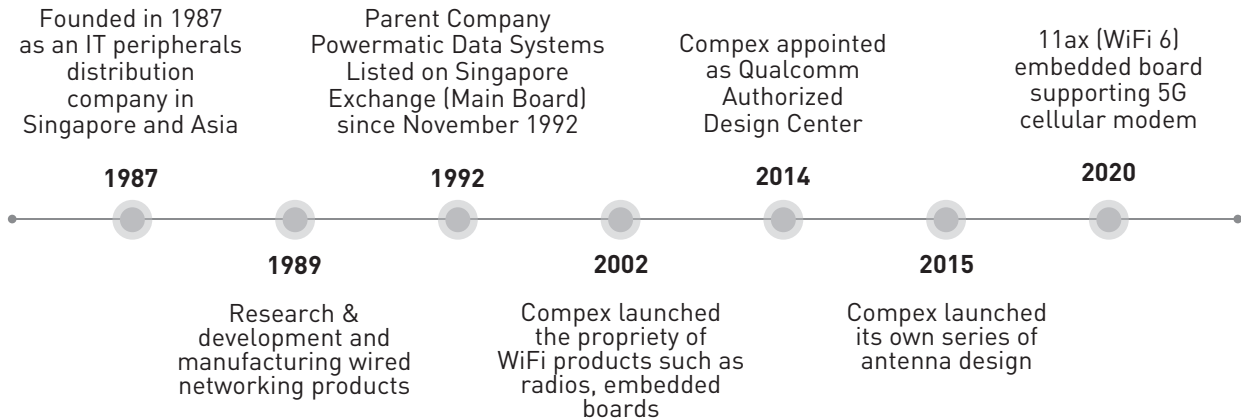 Founded in 1987
as an IT peripherals
distribution
company in
Singapore and Asia
1987
1989
Research &
development and
manufacturing wired
networking products
Parent Company
Powermatic Data Systems
Listed on Singapore
Exchange (Main Board)
since November 1992
1992
2002
Compex launched
the propriety of
WiFi products such as
radios, embedded
boards
Compex appointed
as Qualcomm
Authorized
Design Center
2014
2015
Compex launched
its own series of
antenna design
11ax (WiFi 6)
embedded board
supporting 5G
cellular modem
2020